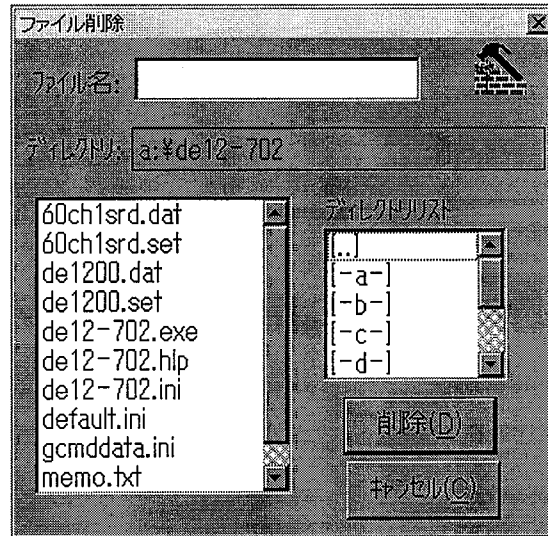 ファイル削除
ファイル名:
ディレクトリ: a:¥de12-702
60ch1srd.dat
60ch1srd.set
de1200.dat
de1200.set
de12-702.exe
de12-702.hlp
de12-702.ini
default.ini
gcmddata.ini
memo.txt
ディレクトリリスト
[..]
[-a-]
[-b-]
[-c-]
[-d-]
削除(D)
キャンセル(C)